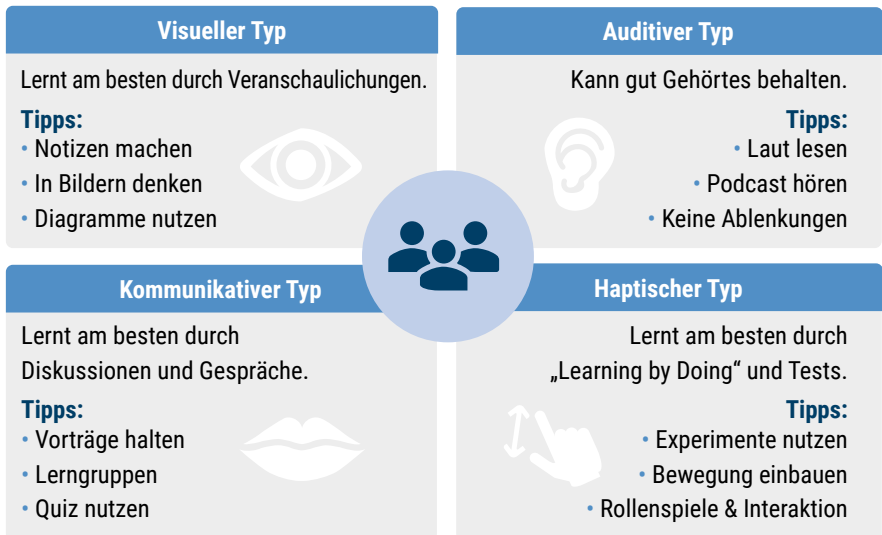 Visueller Typ
Lernt am besten durch Veranschaulichungen.
Tipps:
• Notizen machen
• In Bildern denken
• Diagramme nutzen
Auditiver Typ
Kann gut Gehörtes behalten.
Tipps:
• Laut lesen
• Podcast hören
• Keine Ablenkungen
Kommunikativer Typ
Lernt am besten durch
Diskussionen und Gespräche.
Tipps:
• Vorträge halten
• Lerngruppen
• Quiz nutzen
Haptischer Typ
Lernt am besten durch
„Learning by Doing“ und Tests.
Tipps:
• Experimente nutzen
• Bewegung einbauen
• Rollenspiele & Interaktion